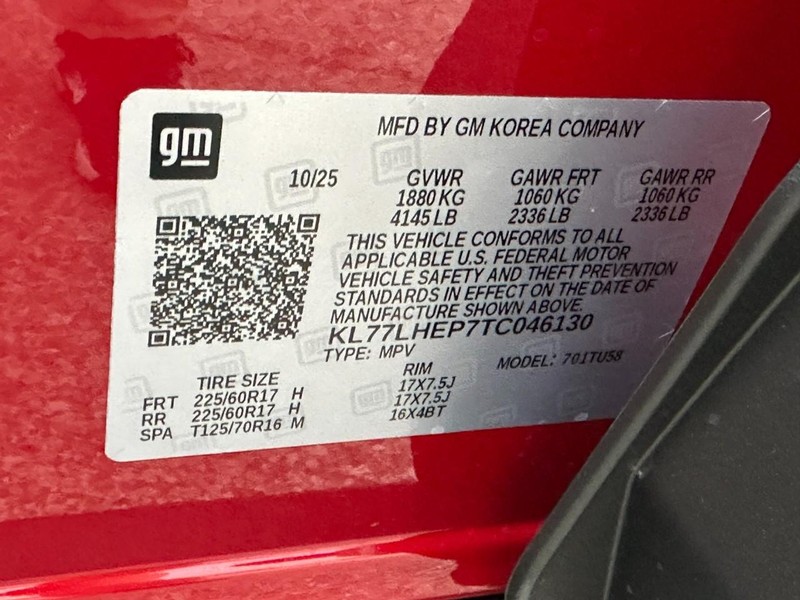 gm
MFD BY GM KOREA COMPANY
10/25 GVWR GAWR FRT GAWR RR
1880 KG 1060 KG 1060 KG
4145 LB 2336 LB 2336 LB
THIS VEHICLE CONFORMS TO ALL
APPLICABLE U.S. FEDERAL MOTOR
VEHICLE SAFETY AND THEFT PREVENTION
STANDARDS IN EFFECT ON THE DATE OF
MANUFACTURE SHOWN ABOVE.
KL77LHEP7TC046130
TYPE: MPV MODEL: 701TU58
TIRE SIZE RIM
FRT 225/60R17 H 17X7.5J
RR 225/60R17 H 17X7.5J
SPA T125/70R16 M 16X4BT